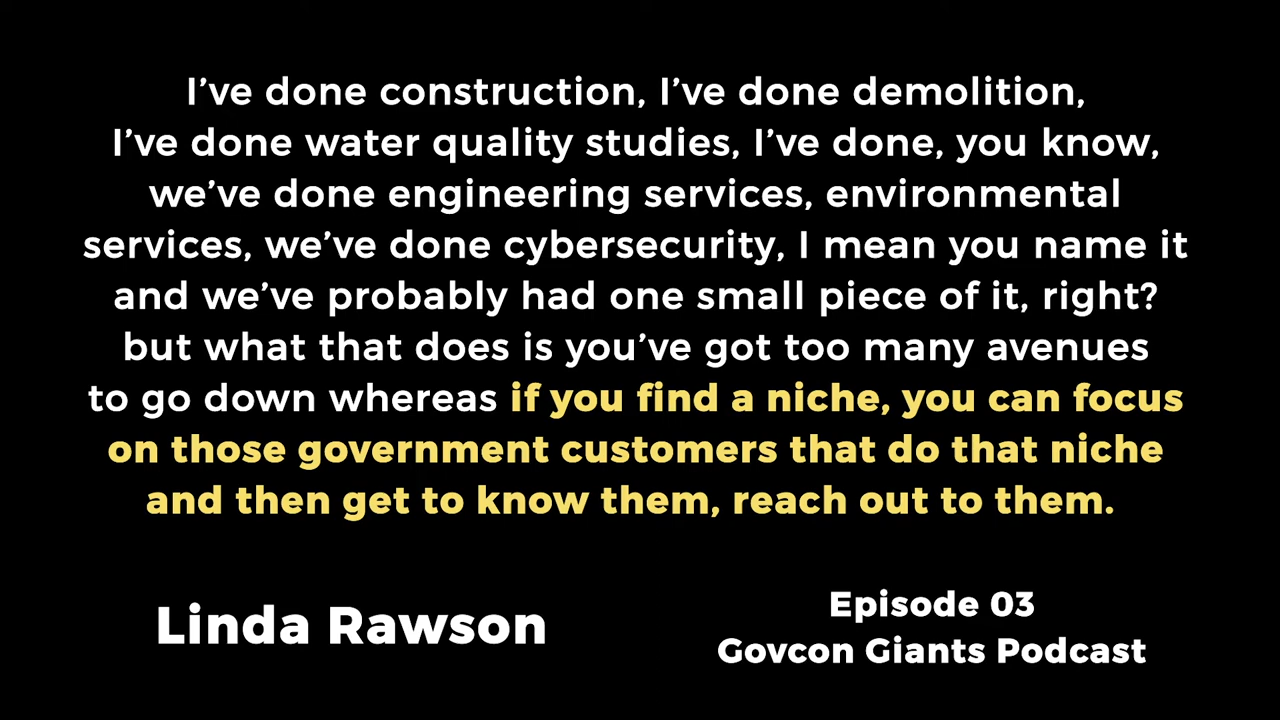 I’ve done construction, I’ve done demolition,
I’ve done water quality studies, I’ve done, you know,
we’ve done engineering services, environmental
services, we’ve done cybersecurity, I mean you name it
and we’ve probably had one small piece of it, right?
but what that does is you’ve got too many avenues
to go down whereas if you find a niche, you can focus
on those government customers that do that niche
and then get to know them, reach out to them.
Linda Rawson
Episode 03
Govcon Giants Podcast